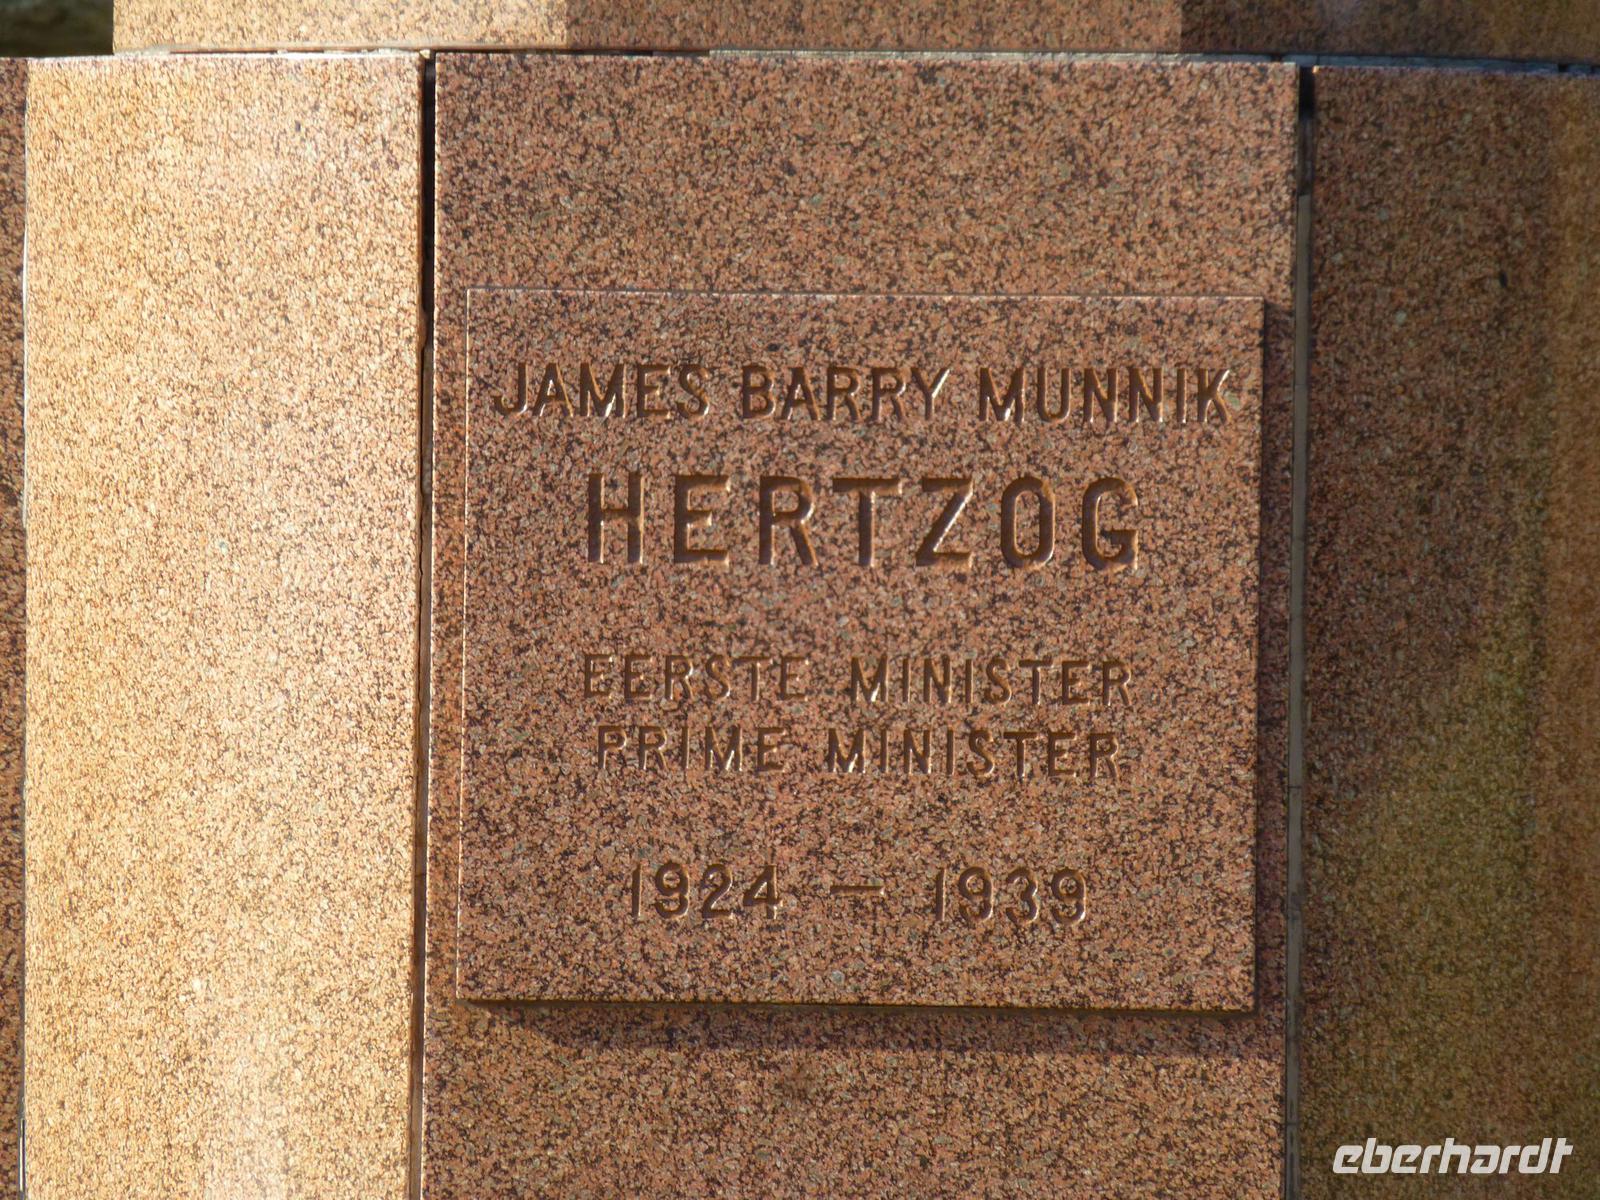 JAMES BARRY MUNNIK
HERTZOG
EERSTE MINISTER
PRIME MINISTER
1924 — 1939
eberhardt